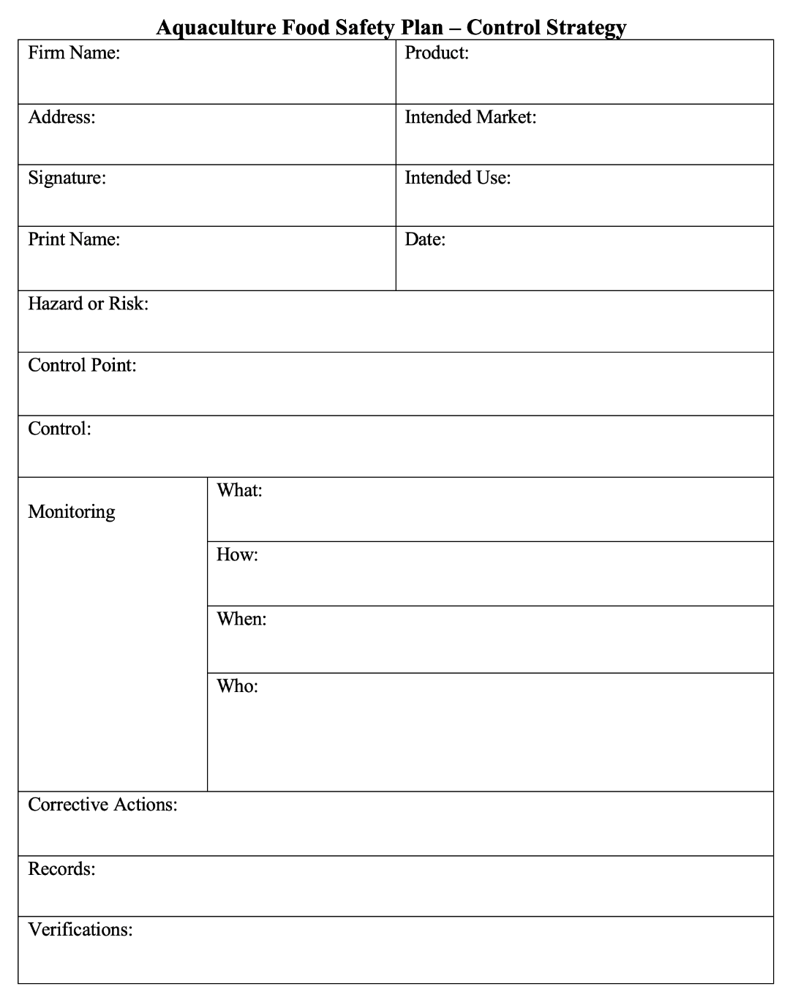 Aquaculture Food Safety Plan – Control Strategy
Firm Name:
Product:
Address:
Intended Market:
Signature:
Intended Use:
Print Name:
Date:
Hazard or Risk:
Control Point:
Control:
Monitoring
What:
How:
When:
Who:
Corrective Actions:
Records:
Verifications: